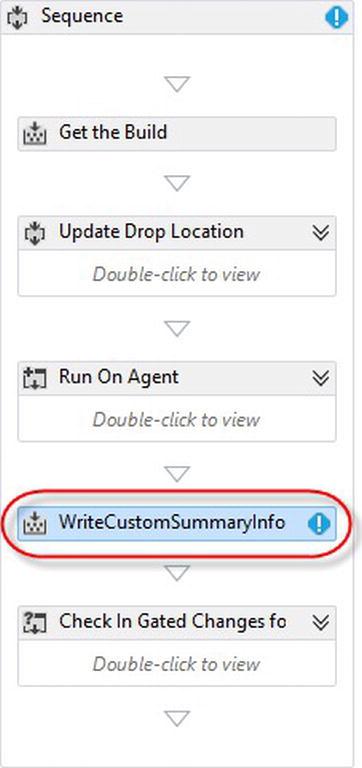 Sequence
Get the Build
Update Drop Location
Double-click to view
Run On Agent
Double-click to view
WriteCustomSummaryInfo
Check In Gated Changes fo
Double-click to view